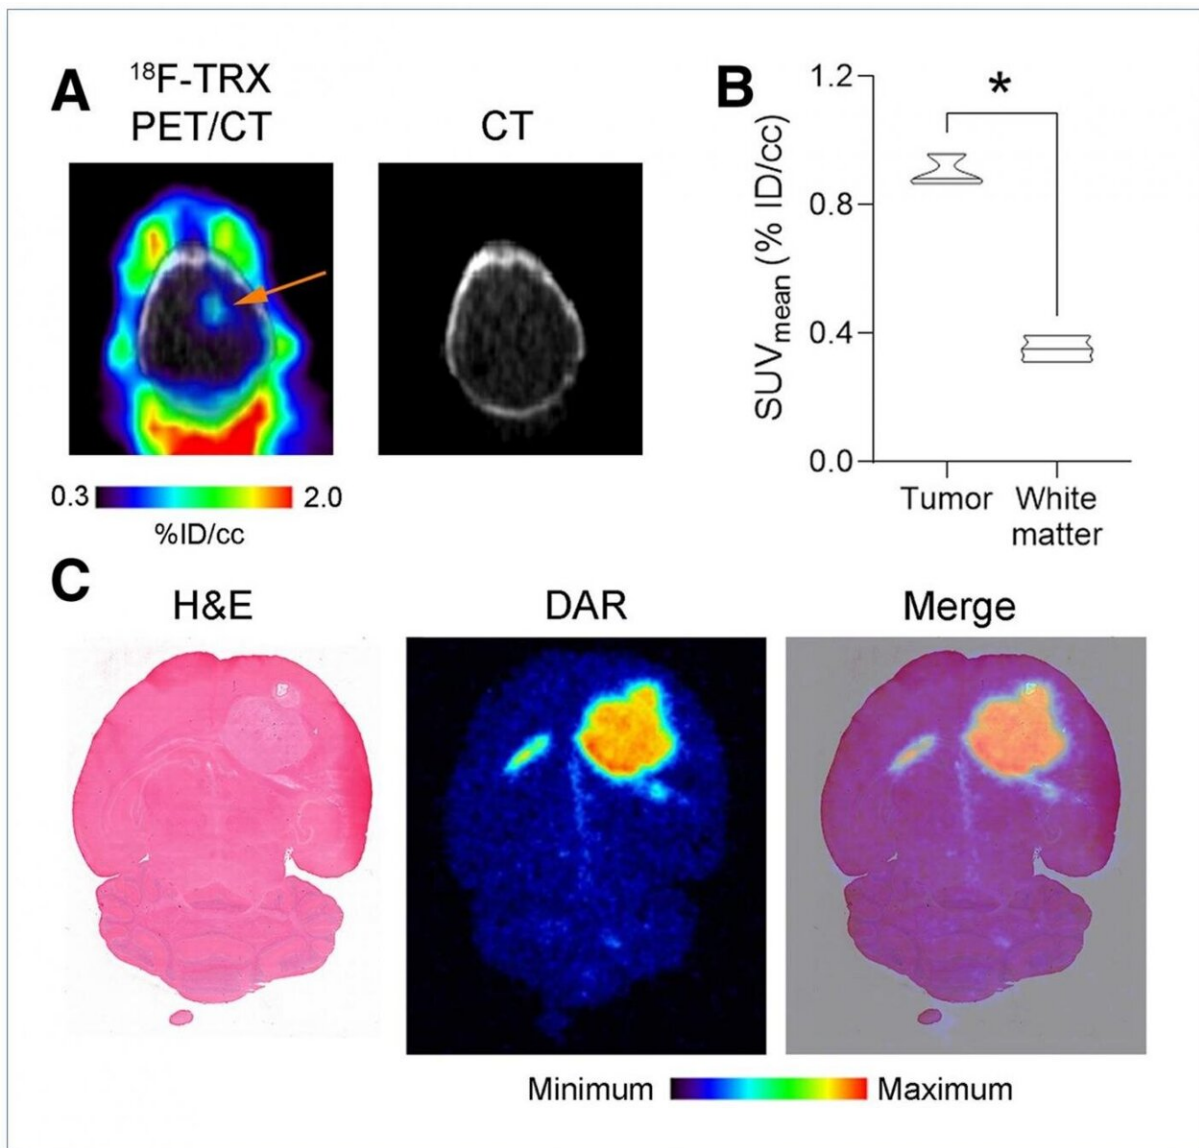 A
¹⁸F-TRX
PET/CT
CT
0.3
2.0
%ID/cc
B
*
SUVmean (% ID/cc)
1.2
0.8
0.4
0.0
Tumor
White
matter
C
H&E
DAR
Merge
Minimum
Maximum